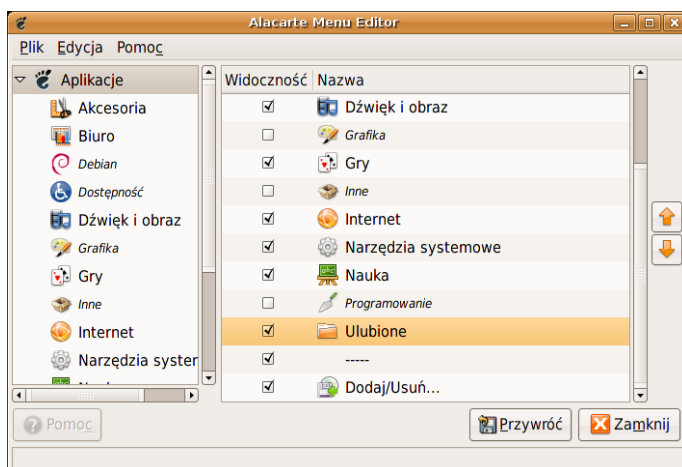 Alacarte Menu Editor
Plik Edycja Pomoc
Aplikacje
Akcesoria
Biuro
Debian
Dostępność
Dźwięk i obraz
Grafika
Gry
Inne
Internet
Narzędzia syster
Widoczność Nazwa
Dźwięk i obraz
Grafika
Gry
Inne
Internet
Narzędzia systemowe
Nauka
Programowanie
Ulubione
-----
Dodaj/Usuń...
Pomoc Przywróć Zamknij